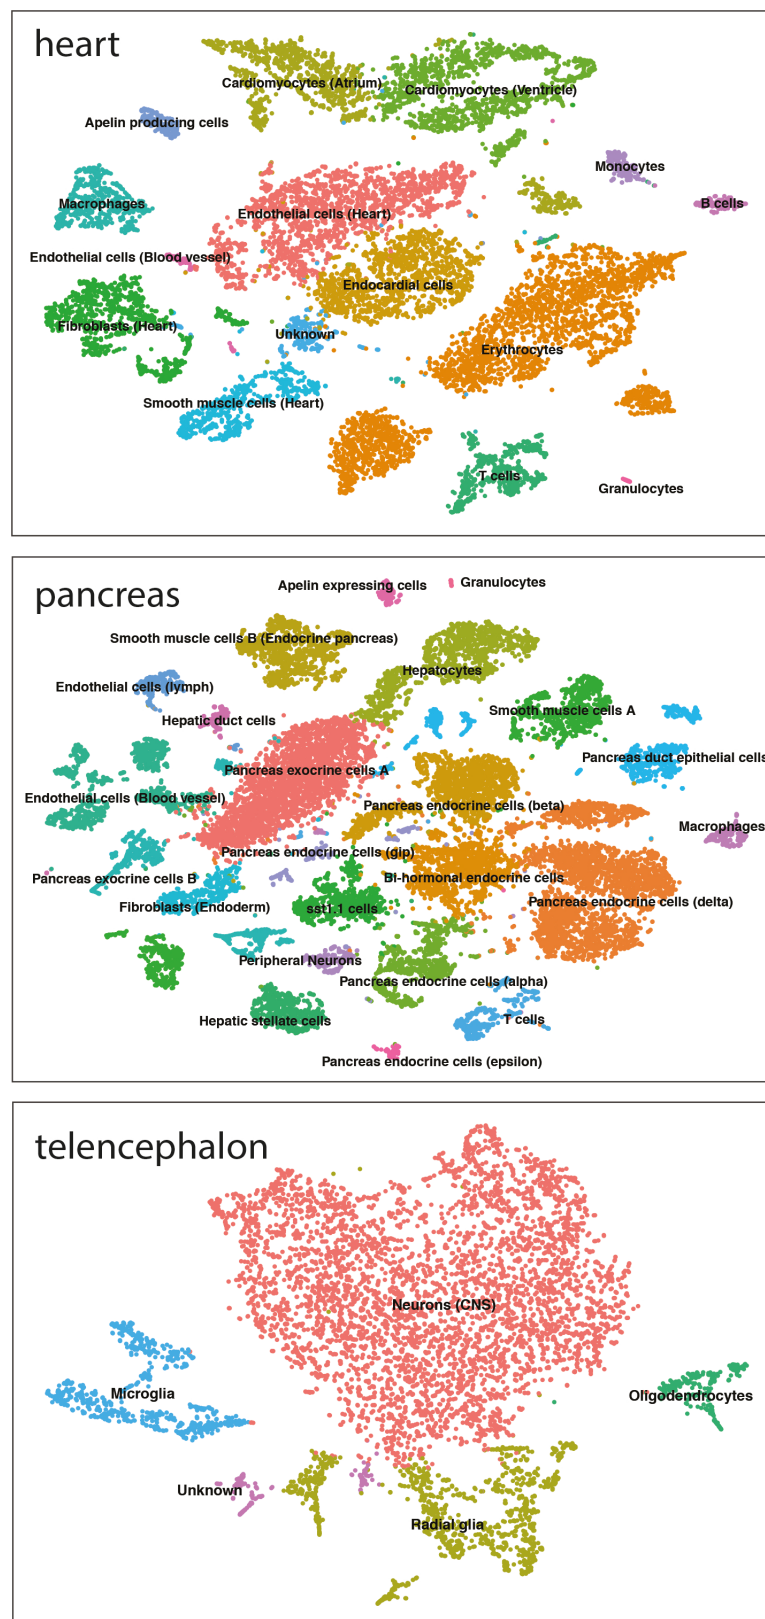 heart
Cardiomyocytes (Atrium)
Cardiomyocytes (Ventricle)
Apelin producing cells
Monocytes
Macrophages
B cells
Endothelial cells (Heart)
Endothelial cells (Blood vessel)
Endocardial cells
Fibroblasts (Heart)
Unknown
Erythrocytes
Smooth muscle cells (Heart)
T cells
Granulocytes
pancreas
Apelin expressing cells
Granulocytes
Smooth muscle cells B (Endocrine pancreas)
Hepatocytes
Endothelial cells (lymph)
Smooth muscle cells A
Hepatic duct cells
Pancreas duct epithelial cells
Pancreas exocrine cells A
Endothelial cells (Blood vessel)
Pancreas endocrine cells (beta)
Macrophages
Pancreas endocrine cells (gip)
Pancreas exocrine cells B
Bi-hormonal endocrine cells
Pancreas endocrine cells (delta)
Fibroblasts (Endoderm)
sst1.1 cells
Peripheral Neurons
Pancreas endocrine cells (alpha)
Hepatic stellate cells
T cells
Pancreas endocrine cells (epsilon)
telencephalon
Neurons (CNS)
Microglia
Oligodendrocytes
Unknown
Radial glia